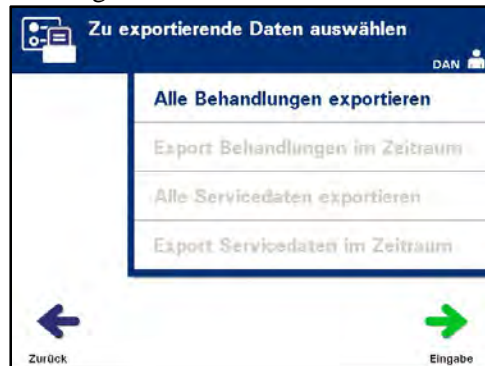 Zu exportierende Daten auswählen
DAN
Alle Behandlungen exportieren
Export Behandlungen im Zeitraum
Alle Servicedaten exportieren
Export Servicedaten im Zeitraum
Zurück
Eingabe